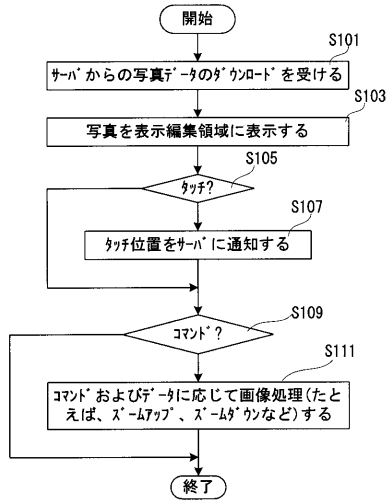 開始
S101
ｻｰﾊﾞからの写真ﾃﾞｰﾀのﾀﾞｳﾝﾛｰﾄﾞを受ける
S103
写真を表示編集領域に表示する
S105
ﾀｯﾁ?
S107
ﾀｯﾁ位置をｻｰﾊﾞに通知する
S109
ｺﾏﾝﾄﾞ?
S111
ｺﾏﾝﾄﾞおよびﾃﾞｰﾀに応じて画像処理(たと
えば、ｽﾞｰﾑｱｯﾌﾟ、ｽﾞｰﾑﾀﾞｳﾝなど)する
終了